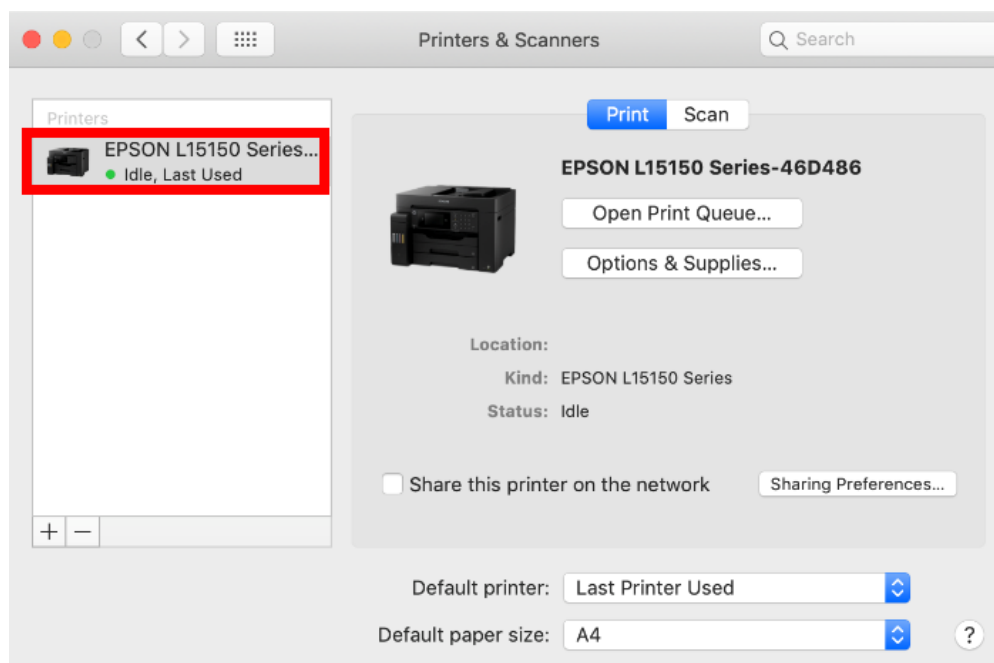 Printers & Scanners
Search
Printers
EPSON L15150 Series...
Idle, Last Used
+ −
Print Scan
EPSON L15150 Series-46D486
Open Print Queue...
Options & Supplies...
Location:
Kind: EPSON L15150 Series
Status: Idle
Share this printer on the network Sharing Preferences...
Default printer: Last Printer Used
Default paper size: A4
?